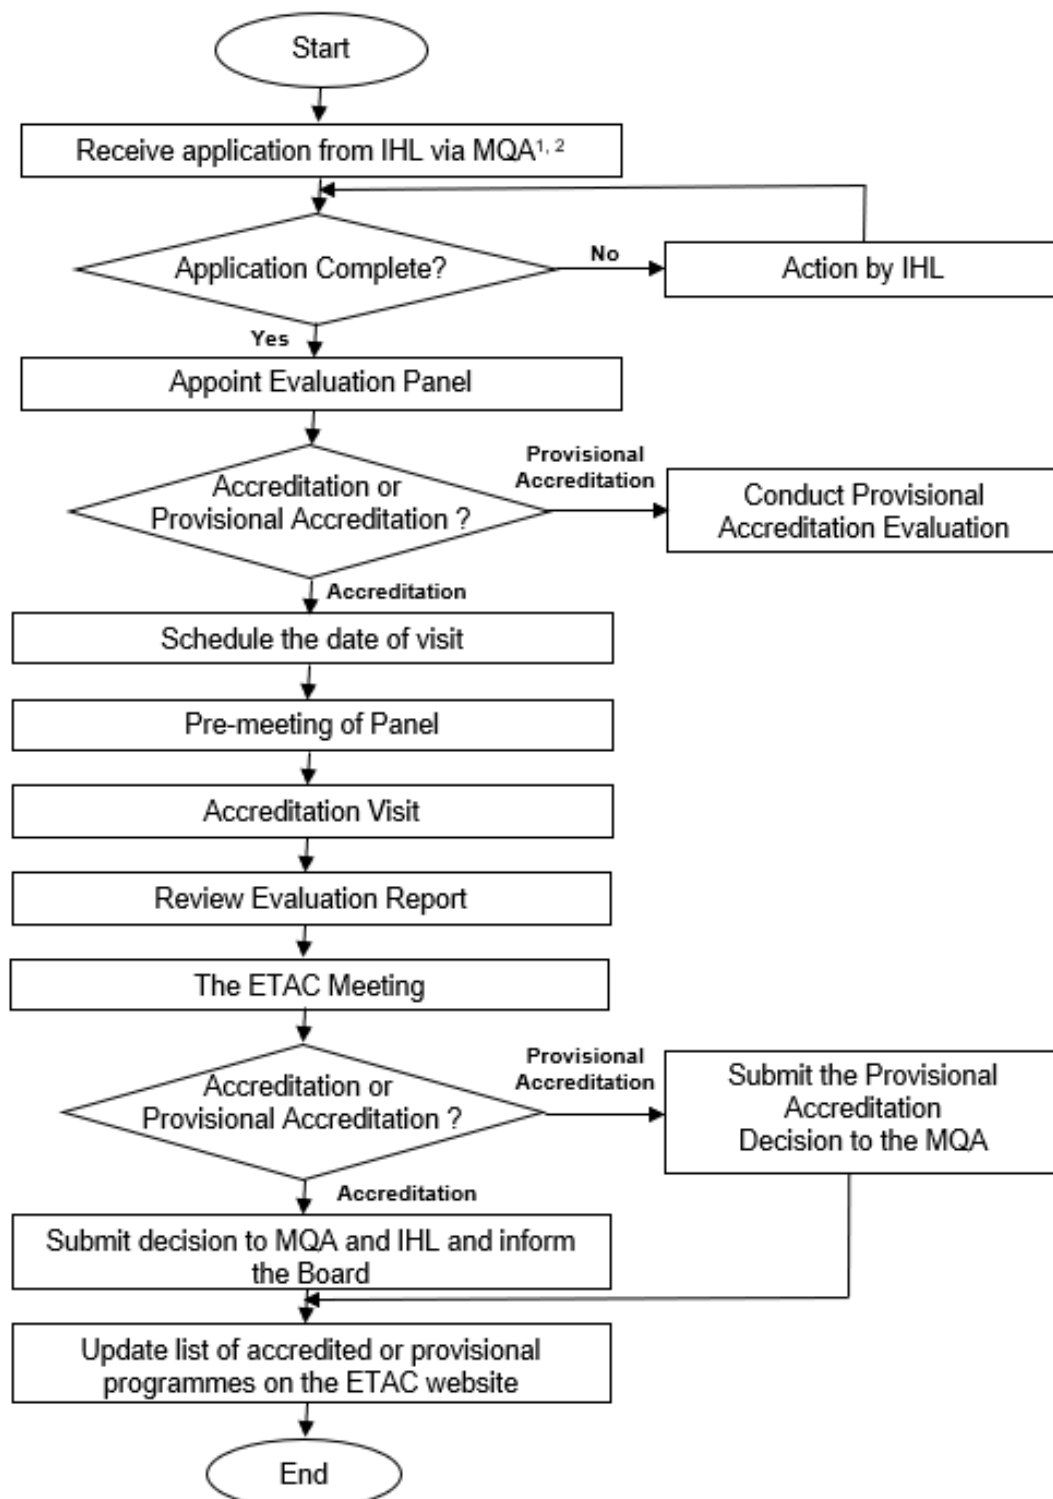 Start
Receive application from IHL via MQA¹, ²
Application Complete?
No
Action by IHL
Yes
Appoint Evaluation Panel
Accreditation or
Provisional Accreditation ?
Provisional
Accreditation
Conduct Provisional
Accreditation Evaluation
Accreditation
Schedule the date of visit
Pre-meeting of Panel
Accreditation Visit
Review Evaluation Report
The ETAC Meeting
Accreditation or
Provisional Accreditation ?
Provisional
Accreditation
Submit the Provisional
Accreditation
Decision to the MQA
Accreditation
Submit decision to MQA and IHL and inform
the Board
Update list of accredited or provisional
programmes on the ETAC website
End